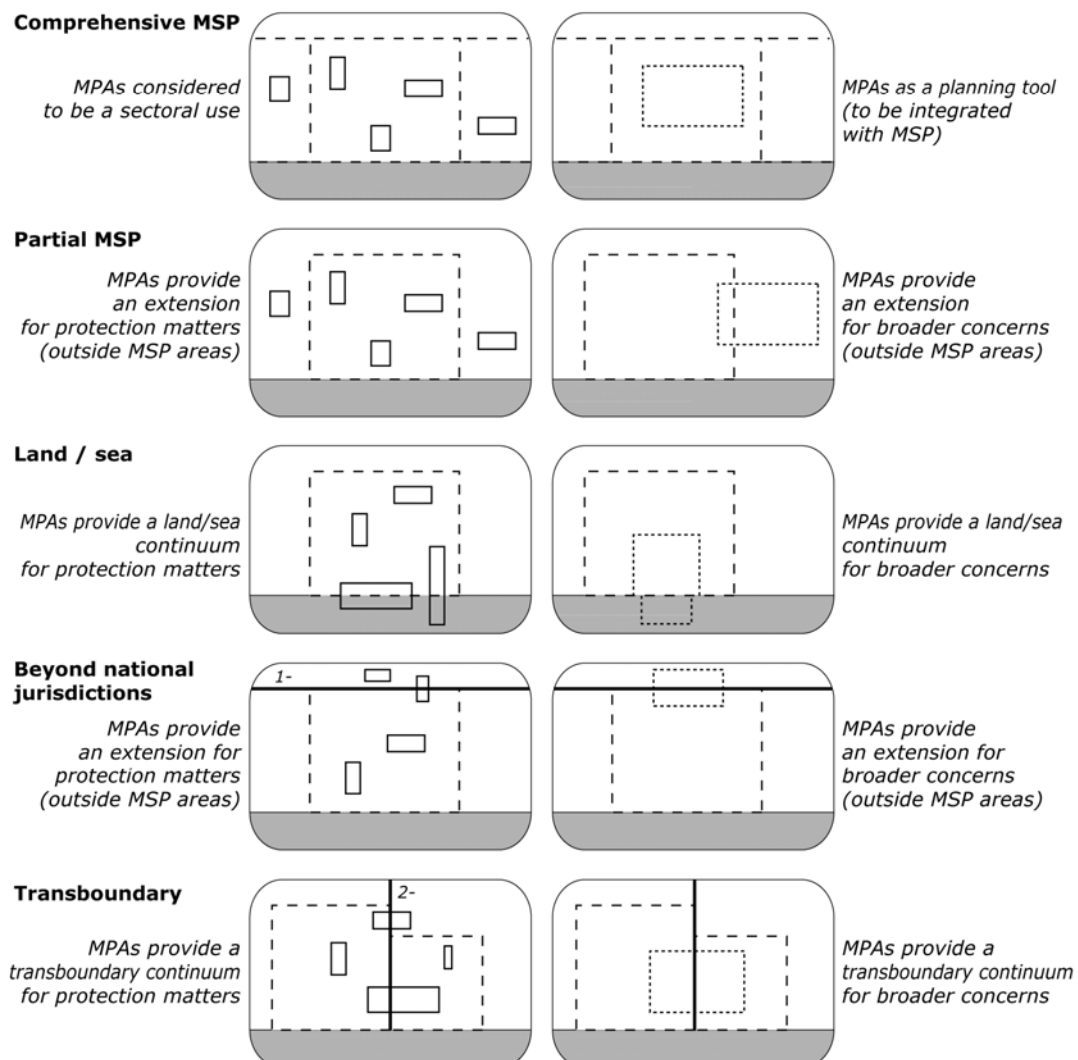 Comprehensive MSP
MPAs considered
to be a sectoral use
MPAs as a planning tool
(to be integrated
with MSP)
Partial MSP
MPAs provide
an extension
for protection matters
(outside MSP areas)
MPAs provide
an extension
for broader concerns
(outside MSP areas)
Land / sea
MPAs provide a land/sea
continuum
for protection matters
MPAs provide a land/sea
continuum
for broader concerns
Beyond national
jurisdictions
1-
MPAs provide
an extension for
protection matters
(outside MSP areas)
MPAs provide
an extension for
broader concerns
(outside MSP areas)
Transboundary
2-
MPAs provide a
transboundary continuum
for protection matters
MPAs provide a
transboundary continuum
for broader concerns